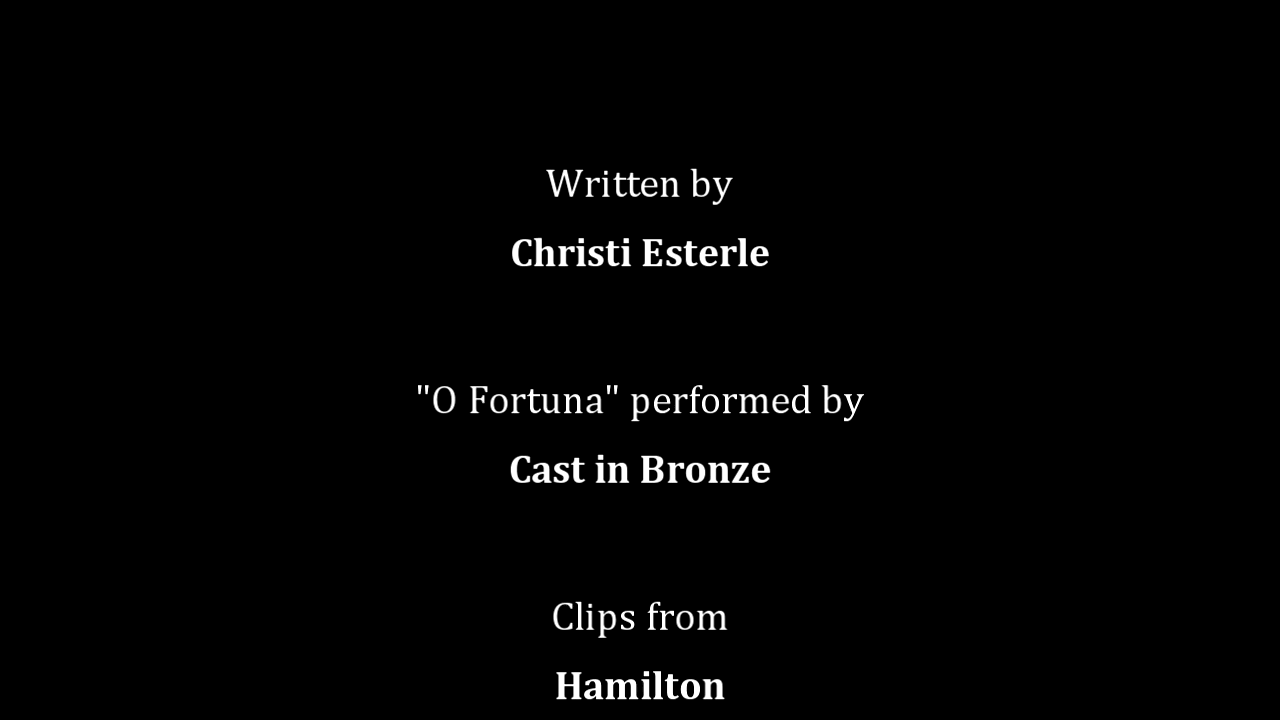 Written by
Christi Esterle
"O Fortuna" performed by
Cast in Bronze
Clips from
Hamilton